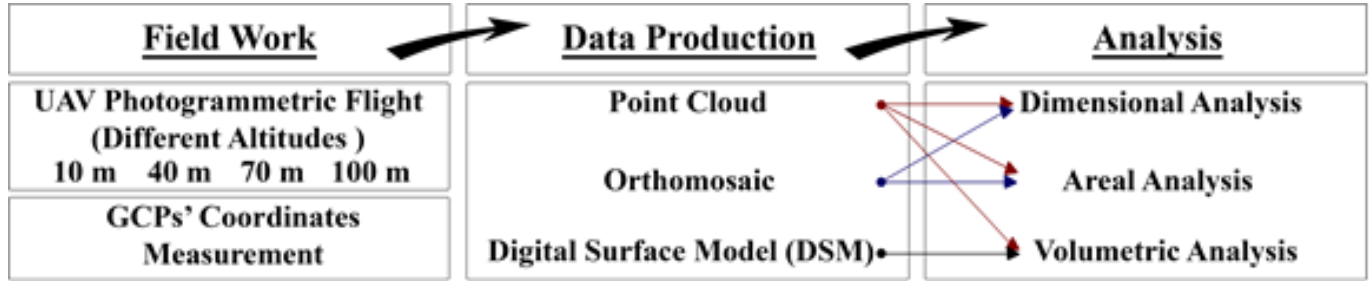 Field Work
Data Production
Analysis
UAV Photogrammetric Flight
(Different Altitudes )
10 m 40 m 70 m 100 m
GCPs' Coordinates
Measurement
Point Cloud
Orthomosaic
Digital Surface Model (DSM)
Dimensional Analysis
Areal Analysis
Volumetric Analysis